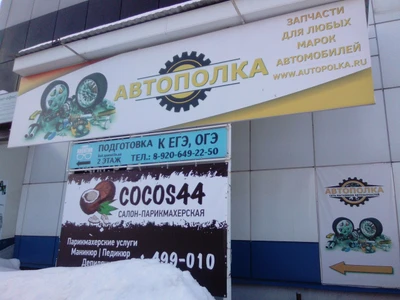 АВТОПОЛКА
ЗАПЧАСТИ
ДЛЯ ЛЮБЫХ
МАРОК
АВТОМОБИЛЕЙ
WWW.AUTOPOLKA.RU
ПОДГОТОВКА К ЕГЭ, ОГЭ
2 ЭТАЖ ТЕЛ.: 8-920-649-22-50
COCOS44
САЛОН-ПАРИКМАХЕРСКАЯ
Парикмахерские услуги
Маникюр | Педикюр
499-010
АВТОПОЛКА